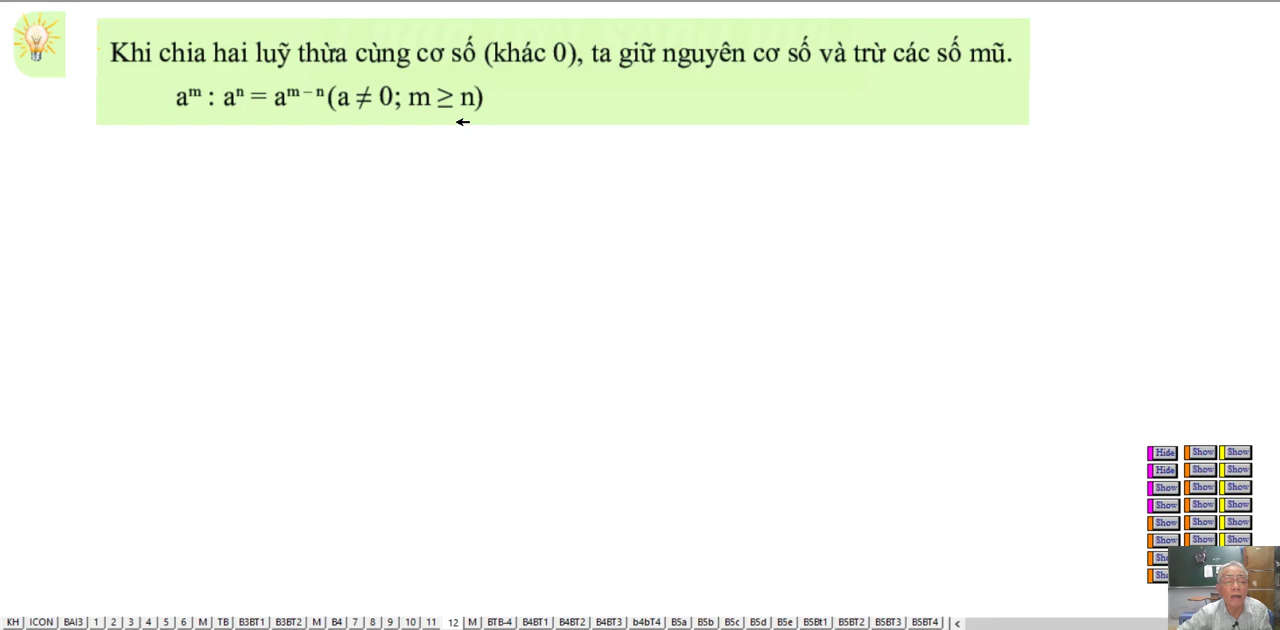 Khi chia hai luỹ thừa cùng cơ số (khác 0), ta giữ nguyên cơ số và trừ các số mũ.
aᵐ : aⁿ = aᵐ⁻ⁿ (a ≠ 0; m ≥ n)
Hide Show Show
Hide Show Show
Show Show Show
Show Show Show
Show Show Show
Show Show Show
KH ICON BAI3 1 2 3 4 5 6 M TB B3BT1 B3BT2 M B4 7 8 9 10 11 12 M BTB-4 B4BT1 B4BT2 B4BT3 b4bT4 B5a B5b B5c B5d B5e B5Bt1 B5BT2 B5BT3 B5BT4